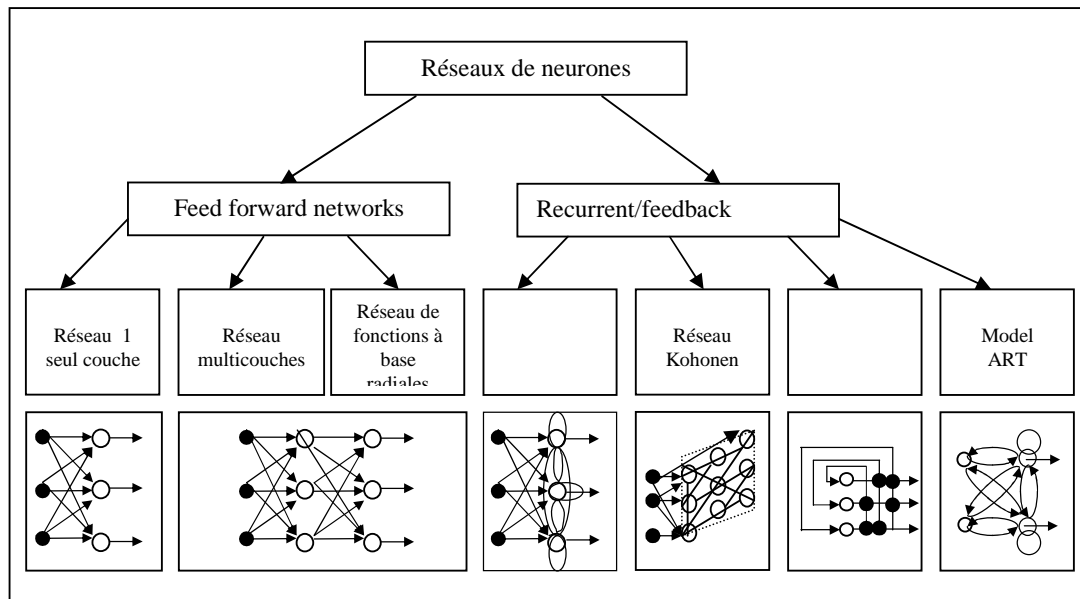 Réseaux de neurones
Feed forward networks
Recurrent/feedback
Réseau 1
seul couche
Réseau
multicouches
Réseau de
fonctions à
base
radiales
Réseau
Kohonen
Model
ART